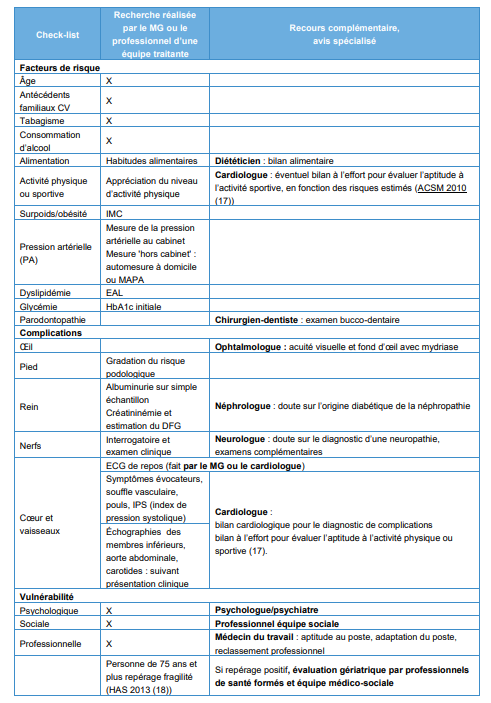 Check-list
Recherche réalisée
par le MG ou le
professionnel d'une
équipe traitante
Recours complémentaire,
avis spécialisé
Facteurs de risque
Âge
X
Antécédents
familiaux CV
X
Tabagisme
X
Consommation
d'alcool
X
Alimentation
Habitudes alimentaires
Diététicien : bilan alimentaire
Activité physique
ou sportive
Appréciation du niveau
d'activité physique
Cardiologue : éventuel bilan à l'effort pour évaluer l'aptitude à
l'activité sportive, en fonction des risques estimés (ACSM 2010
(17))
Surpoids/obésité
IMC
Pression artérielle
(PA)
Mesure de la pression
artérielle au cabinet
Mesure 'hors cabinet' :
automesure à domicile
ou MAPA
Dyslipidémie
EAL
Glycémie
HbA1c initiale
Parodontopathie
Chirurgien-dentiste : examen bucco-dentaire
Complications
Œil
Ophtalmologue : acuité visuelle et fond d'œil avec mydriase
Pied
Gradation du risque
podologique
Rein
Albuminurie sur simple
échantillon
Créatininémie et
estimation du DFG
Néphrologue : doute sur l'origine diabétique de la néphropathie
Nerfs
Interrogatoire et
examen clinique
Neurologue : doute sur le diagnostic d'une neuropathie,
examens complémentaires
Cœur et
vaisseaux
ECG de repos (fait par le MG ou le cardiologue)
Symptômes évocateurs,
souffle vasculaire,
pouls, IPS (index de
pression systolique)
Échographies des
membres inférieurs,
aorte abdominale,
carotides : suivant
présentation clinique
Cardiologue :
bilan cardiologique pour le diagnostic de complications
bilan à l'effort pour évaluer l'aptitude à l'activité physique ou
sportive (17).
Vulnérabilité
Psychologique
X
Psychologue/psychiatre
Sociale
X
Professionnel équipe sociale
Professionnelle
X
Médecin du travail : aptitude au poste, adaptation du poste,
reclassement professionnel
Personne de 75 ans et
plus repérage fragilité
(HAS 2013 (18))
Si repérage positif, évaluation gériatrique par professionnels
de santé formés et équipe médico-sociale